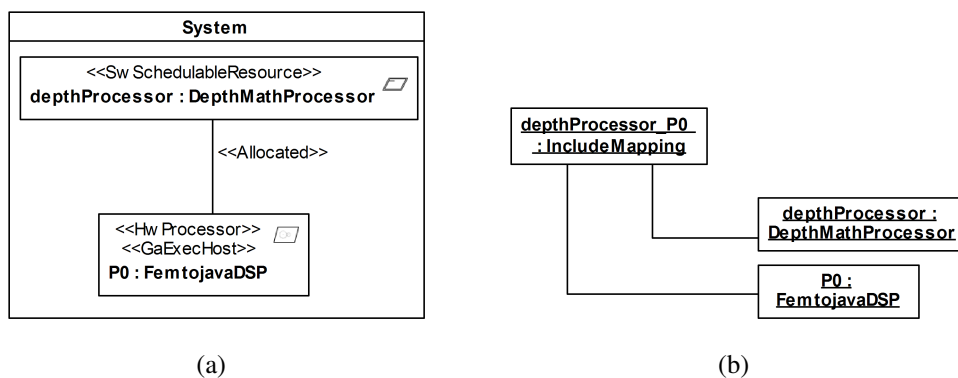 System
<<Sw SchedulableResource>>
depthProcessor : DepthMathProcessor
<<Allocated>>
<<Hw Processor>>
<<GaExecHost>>
P0 : FemtojavaDSP
(a)
depthProcessor_P0
: IncludeMapping
depthProcessor :
DepthMathProcessor
P0 :
FemtojavaDSP
(b)